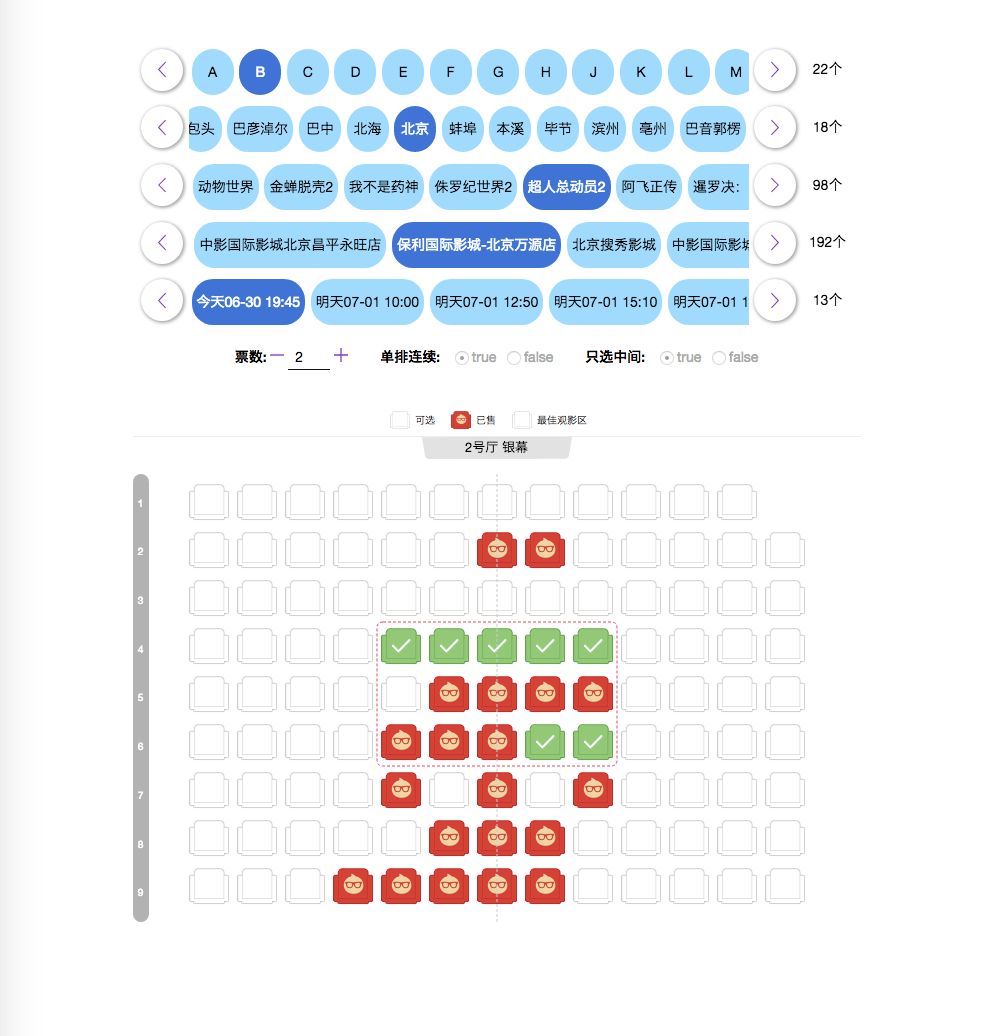 A B C D E F G H J K L M 22个
包头 巴彦淖尔 巴中 北海 北京 蚌埠 本溪 毕节 滨州 亳州 巴音郭楞 18个
动物世界 金蝉脱壳2 我不是药神 侏罗纪世界2 超人总动员2 阿飞正传 暹罗决: 98个
中影国际影城北京昌平永旺店 保利国际影城-北京万源店 北京搜秀影城 中影国际影 192个
今天06-30 19:45 明天07-01 10:00 明天07-01 12:50 明天07-01 15:10 明天07-01 1 13个
票数: 2 单排连续: true false 只选中间: true false
可选 已售 最佳观影区
2号厅 银幕
1
2
3
4
5
6
7
8
9